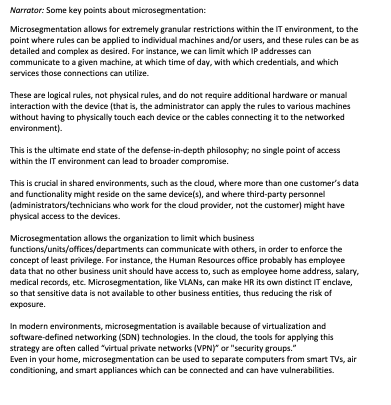 Narrator: Some key points about microsegmentation:
Microsegmentation allows for extremely granular restrictions within the IT environment, to the
point where rules can be applied to individual machines and/or users, and these rules can be as
detailed and complex as desired. For instance, we can limit which IP addresses can
communicate to a given machine, at which time of day, with which credentials, and which
services those connections can utilize.
These are logical rules, not physical rules, and do not require additional hardware or manual
interaction with the device (that is, the administrator can apply the rules to various machines
without having to physically touch each device or the cables connecting it to the networked
environment).
This is the ultimate end state of the defense-in-depth philosophy; no single point of access
within the IT environment can lead to broader compromise.
This is crucial in shared environments, such as the cloud, where more than one customer's data
and functionality might reside on the same device(s), and where third-party personnel
(administrators/technicians who work for the cloud provider, not the customer) might have
physical access to the devices.
Microsegmentation allows the organization to limit which business
functions/units/offices/departments can communicate with others, in order to enforce the
concept of least privilege. For instance, the Human Resources office probably has employee
data that no other business unit should have access to, such as employee home address, salary,
medical records, etc. Microsegmentation, like VLANs, can make HR its own distinct IT enclave,
so that sensitive data is not available to other business entities, thus reducing the risk of
exposure.
In modern environments, microsegmentation is available because of virtualization and
software-defined networking (SDN) technologies. In the cloud, the tools for applying this
strategy are often called "virtual private networks (VPN)" or "security groups."
Even in your home, microsegmentation can be used to separate computers from smart TVs, air
conditioning, and smart appliances which can be connected and can have vulnerabilities.